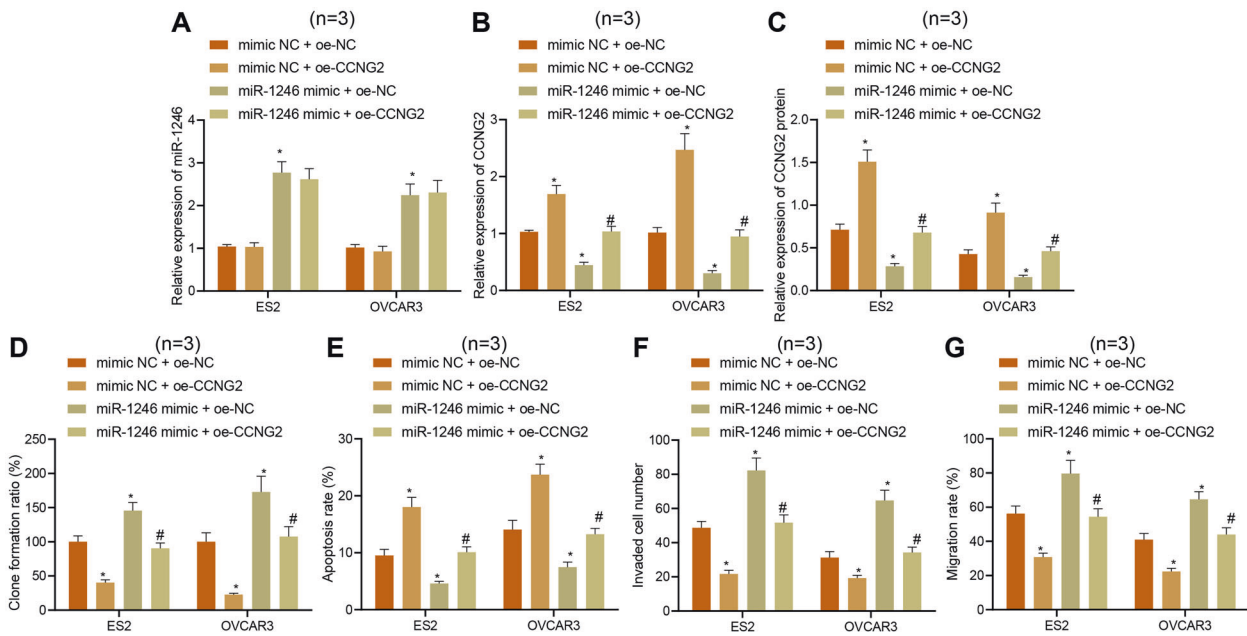 A
(n=3)
mimic NC + oe-NC
mimic NC + oe-CCNG2
miR-1246 mimic + oe-NC
miR-1246 mimic + oe-CCNG2
Relative expression of miR-1246
4
3
2
1
0
* *
ES2 OVCAR3
B
(n=3)
mimic NC + oe-NC
mimic NC + oe-CCNG2
miR-1246 mimic + oe-NC
miR-1246 mimic + oe-CCNG2
Relative expression of CCNG2
3
2
1
0
* * # * * #
ES2 OVCAR3
C
(n=3)
mimic NC + oe-NC
mimic NC + oe-CCNG2
miR-1246 mimic + oe-NC
miR-1246 mimic + oe-CCNG2
Relative expression of CCNG2 protein
2.0
1.5
1.0
0.5
0.0
* * # * * #
ES2 OVCAR3
D
(n=3)
mimic NC + oe-NC
mimic NC + oe-CCNG2
miR-1246 mimic + oe-NC
miR-1246 mimic + oe-CCNG2
Clone formation ratio (%)
250
200
150
100
50
0
* * # * * #
ES2 OVCAR3
E
(n=3)
mimic NC + oe-NC
mimic NC + oe-CCNG2
miR-1246 mimic + oe-NC
miR-1246 mimic + oe-CCNG2
Apoptosis rate (%)
30
20
10
0
* * # * * #
ES2 OVCAR3
F
(n=3)
mimic NC + oe-NC
mimic NC + oe-CCNG2
miR-1246 mimic + oe-NC
miR-1246 mimic + oe-CCNG2
Invaded cell number
100
80
60
40
20
0
* * # * * #
ES2 OVCAR3
G
(n=3)
mimic NC + oe-NC
mimic NC + oe-CCNG2
miR-1246 mimic + oe-NC
miR-1246 mimic + oe-CCNG2
Migration rate (%)
100
80
60
40
20
0
* * # * * #
ES2 OVCAR3